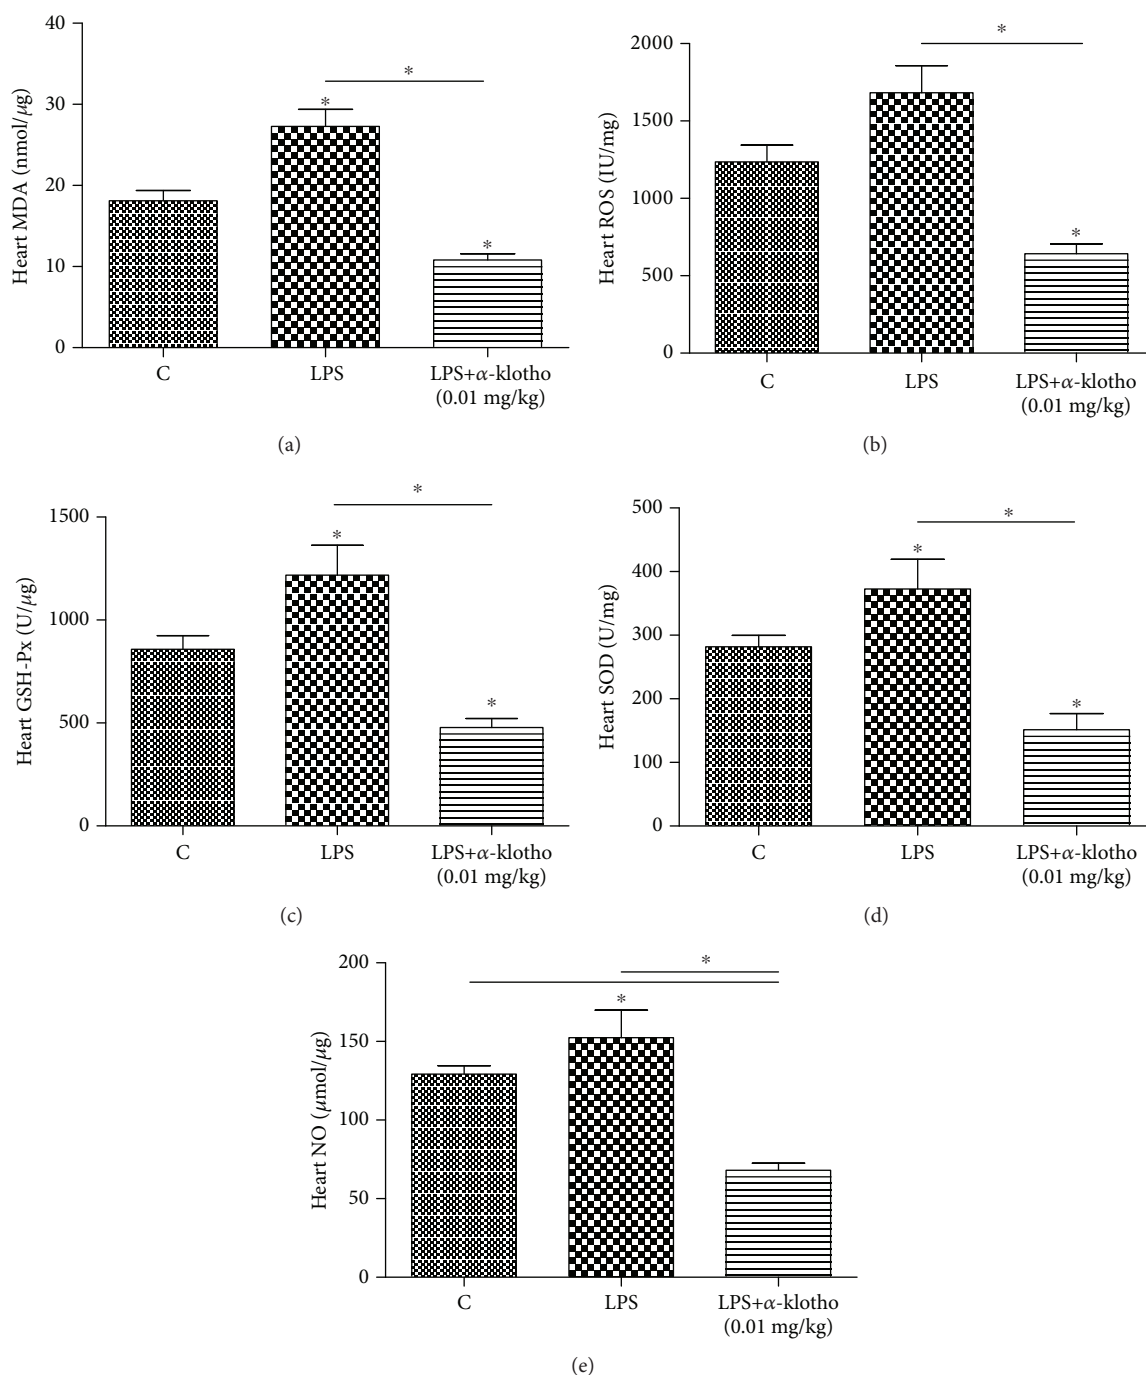 40
30
20
10
0
Heart MDA (nmol/μg)
*
*
*
C
LPS
LPS+α-klotho
(0.01 mg/kg)
(a)
2000
1500
1000
500
0
Heart ROS (IU/mg)
*
*
C
LPS
LPS+α-klotho
(0.01 mg/kg)
(b)
1500
1000
500
0
Heart GSH-Px (U/μg)
*
*
*
C
LPS
LPS+α-klotho
(0.01 mg/kg)
(c)
500
400
300
200
100
0
Heart SOD (U/mg)
*
*
*
C
LPS
LPS+α-klotho
(0.01 mg/kg)
(d)
200
150
100
50
0
Heart NO (μmol/μg)
*
*
C
LPS
LPS+α-klotho
(0.01 mg/kg)
(e)